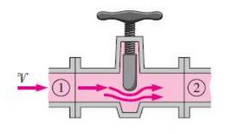 𝒱 ① ②